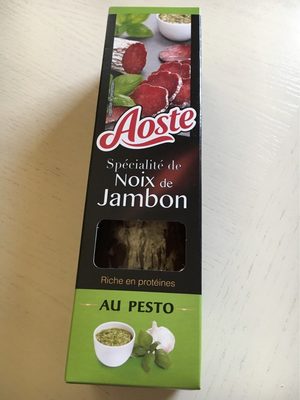 Aoste
Spécialité de
Noix de
Jambon
Riche en protéines
AU PESTO